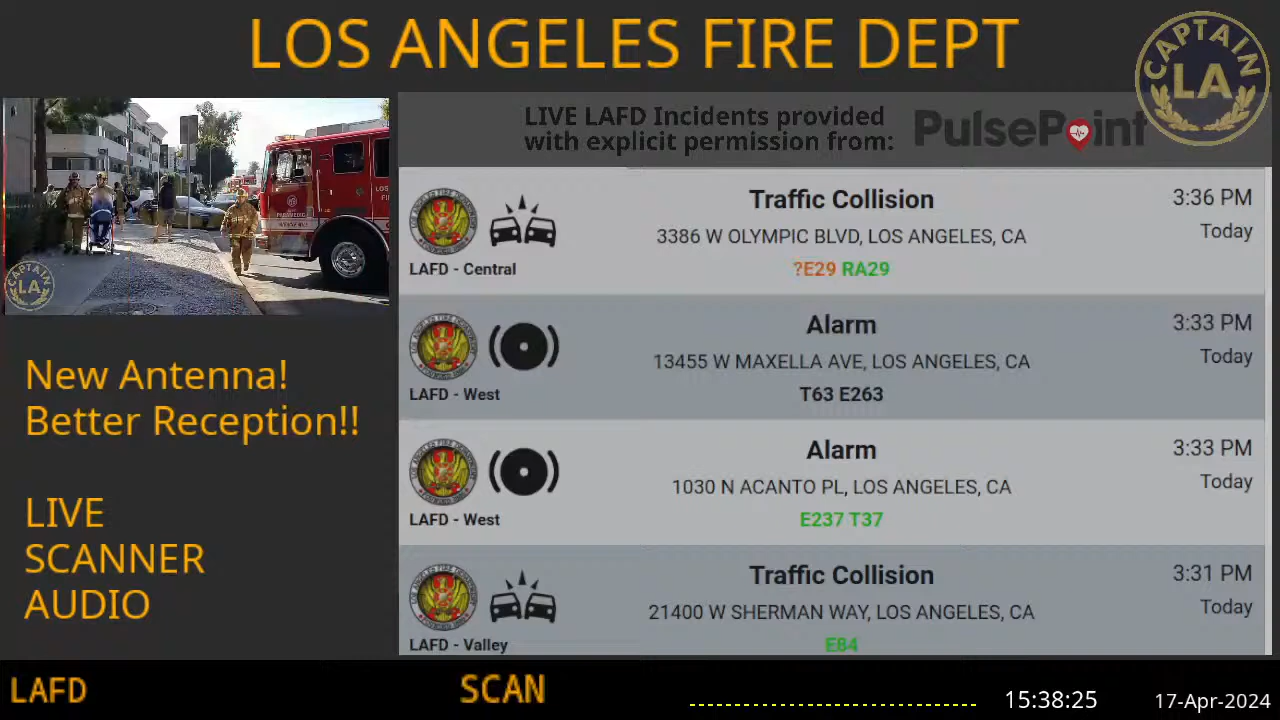 LOS ANGELES FIRE DEPT
CAPTAIN
LA
LIVE LAFD Incidents provided
with explicit permission from:
PulsePoint
Traffic Collision
3:36 PM
3386 W OLYMPIC BLVD, LOS ANGELES, CA
Today
LAFD - Central
?E29 RA29
Alarm
3:33 PM
13455 W MAXELLA AVE, LOS ANGELES, CA
Today
LAFD - West
T63 E263
Alarm
3:33 PM
1030 N ACANTO PL, LOS ANGELES, CA
Today
LAFD - West
E237 T37
Traffic Collision
3:31 PM
21400 W SHERMAN WAY, LOS ANGELES, CA
Today
LAFD - Valley
E84
CAPTAIN
LA
New Antenna!
Better Reception!!
LIVE
SCANNER
AUDIO
LAFD
SCAN
15:38:25
17-Apr-2024